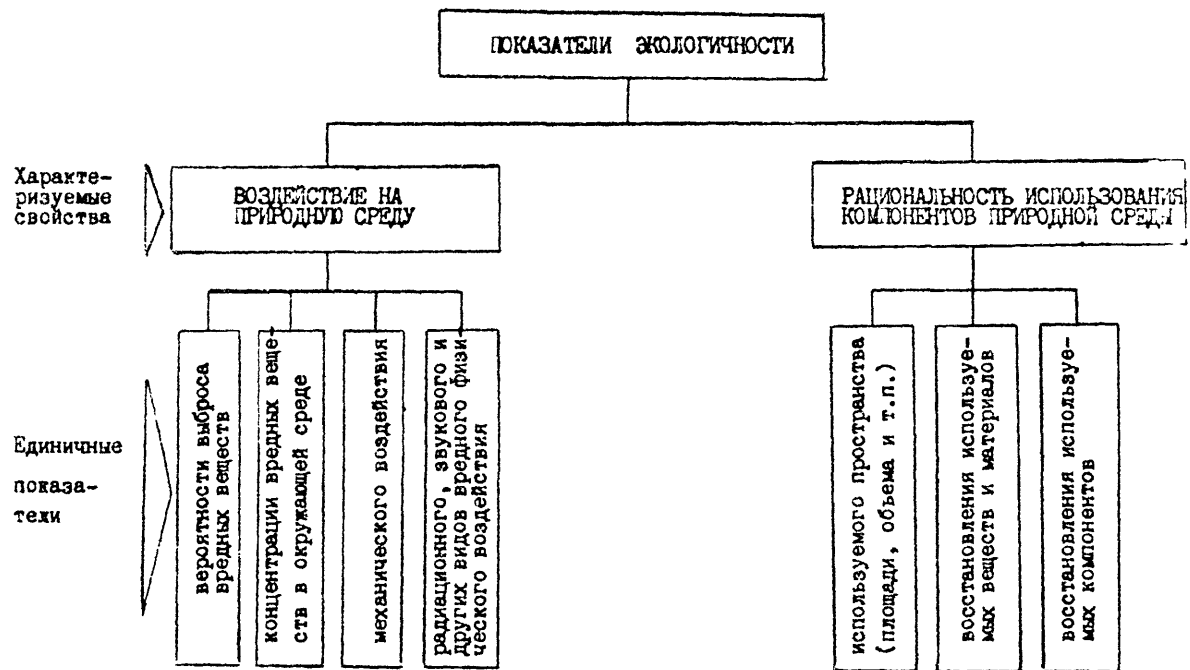 ПОКАЗАТЕЛИ ЭКОЛОГИЧНОСТИ
Характе-
ризуемые
свойства
ВОЗДЕЙСТВИЕ НА
ПРИРОДНУЮ СРЕДУ
РАЦИОНАЛЬНОСТЬ ИСПОЛЬЗОВАНИЯ
КОМПОНЕНТОВ ПРИРОДНОЙ СРЕДЫ
Единичные
показа-
тели
вероятности выброса
вредных веществ
концентрации вредных веще-
ств в окружающей среде
механического воздействия
радиационного, звукового и
других видов вредного физи-
ческого воздействия
используемого пространства
(площади, объема и т.п.)
восстановления используе-
мых веществ и материалов
восстановления используе-
мых компонентов